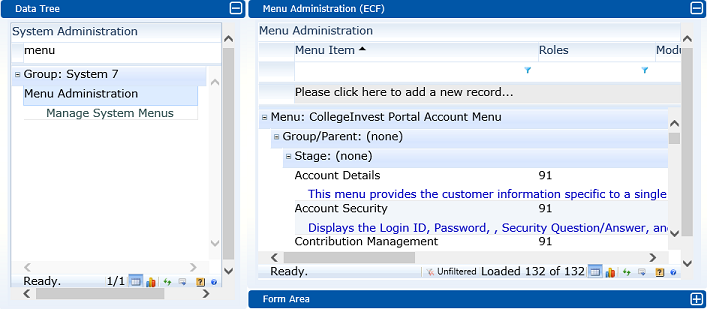 Data Tree
System Administration
menu
Group: System 7
Menu Administration
Manage System Menus
Ready. 1/1
Menu Administration (ECF)
Menu Administration
Menu Item Roles Modu
Please click here to add a new record...
Menu: CollegeInvest Portal Account Menu
Group/Parent: (none)
Stage: (none)
Account Details 91
This menu provides the customer information specific to a single
Account Security 91
Displays the Login ID, Password, , Security Question/Answer, and
Contribution Management 91
Ready. Unfiltered Loaded 132 of 132
Form Area